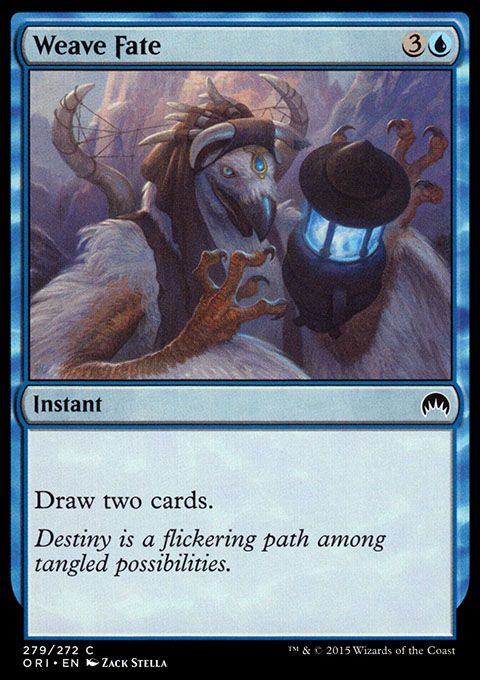 Weave Fate 3
Instant
Draw two cards.
Destiny is a flickering path among
tangled possibilities.
279/272 C
ORI • EN Zack Stella
™ & © 2015 Wizards of the Coast